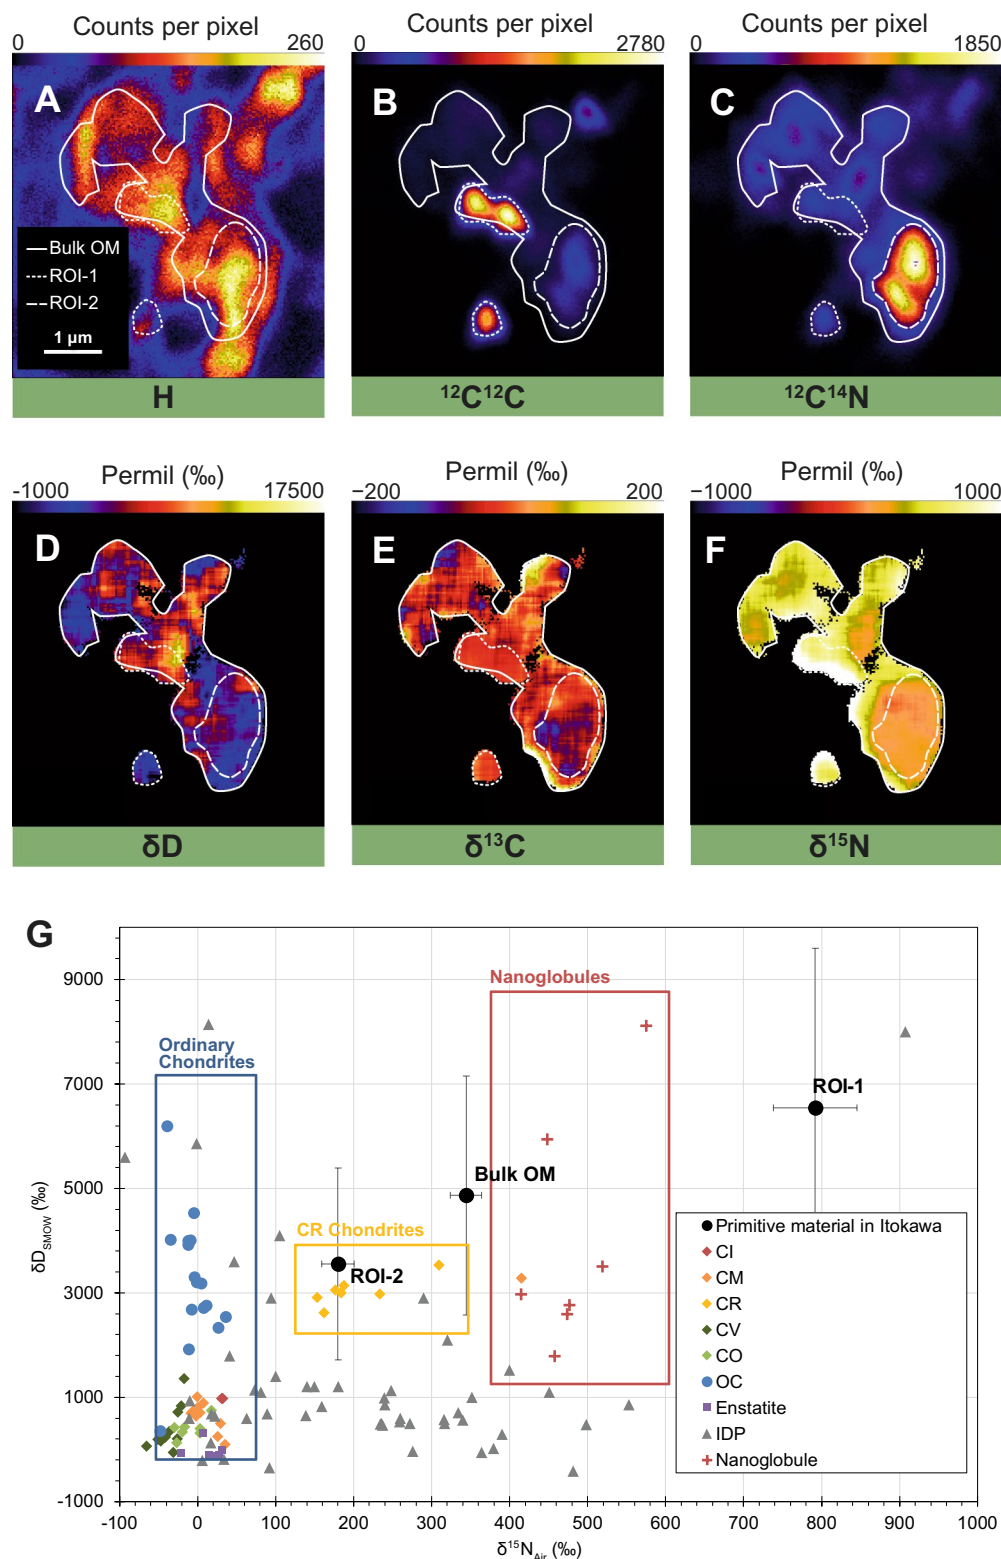 Counts per pixel
0 260
A
Bulk OM
ROI-1
ROI-2
1 µm
H
Counts per pixel
0 2780
B
¹²C¹²C
Counts per pixel
0 1850
C
¹²C¹⁴N
Permil (‰)
-1000 17500
D
δD
Permil (‰)
−200 200
E
δ¹³C
Permil (‰)
−1000 1000
F
δ¹⁵N
G
9000
7000
5000
3000
1000
-1000
δD_SMOW (‰)
Nanoglobules
Ordinary
Chondrites
ROI-1
Bulk OM
CR Chondrites
ROI-2
Primitive material in Itokawa
CI
CM
CR
CV
CO
OC
Enstatite
IDP
Nanoglobule
-100 0 100 200 300 400 500 600 700 800 900 1000
δ¹⁵N_Air (‰)